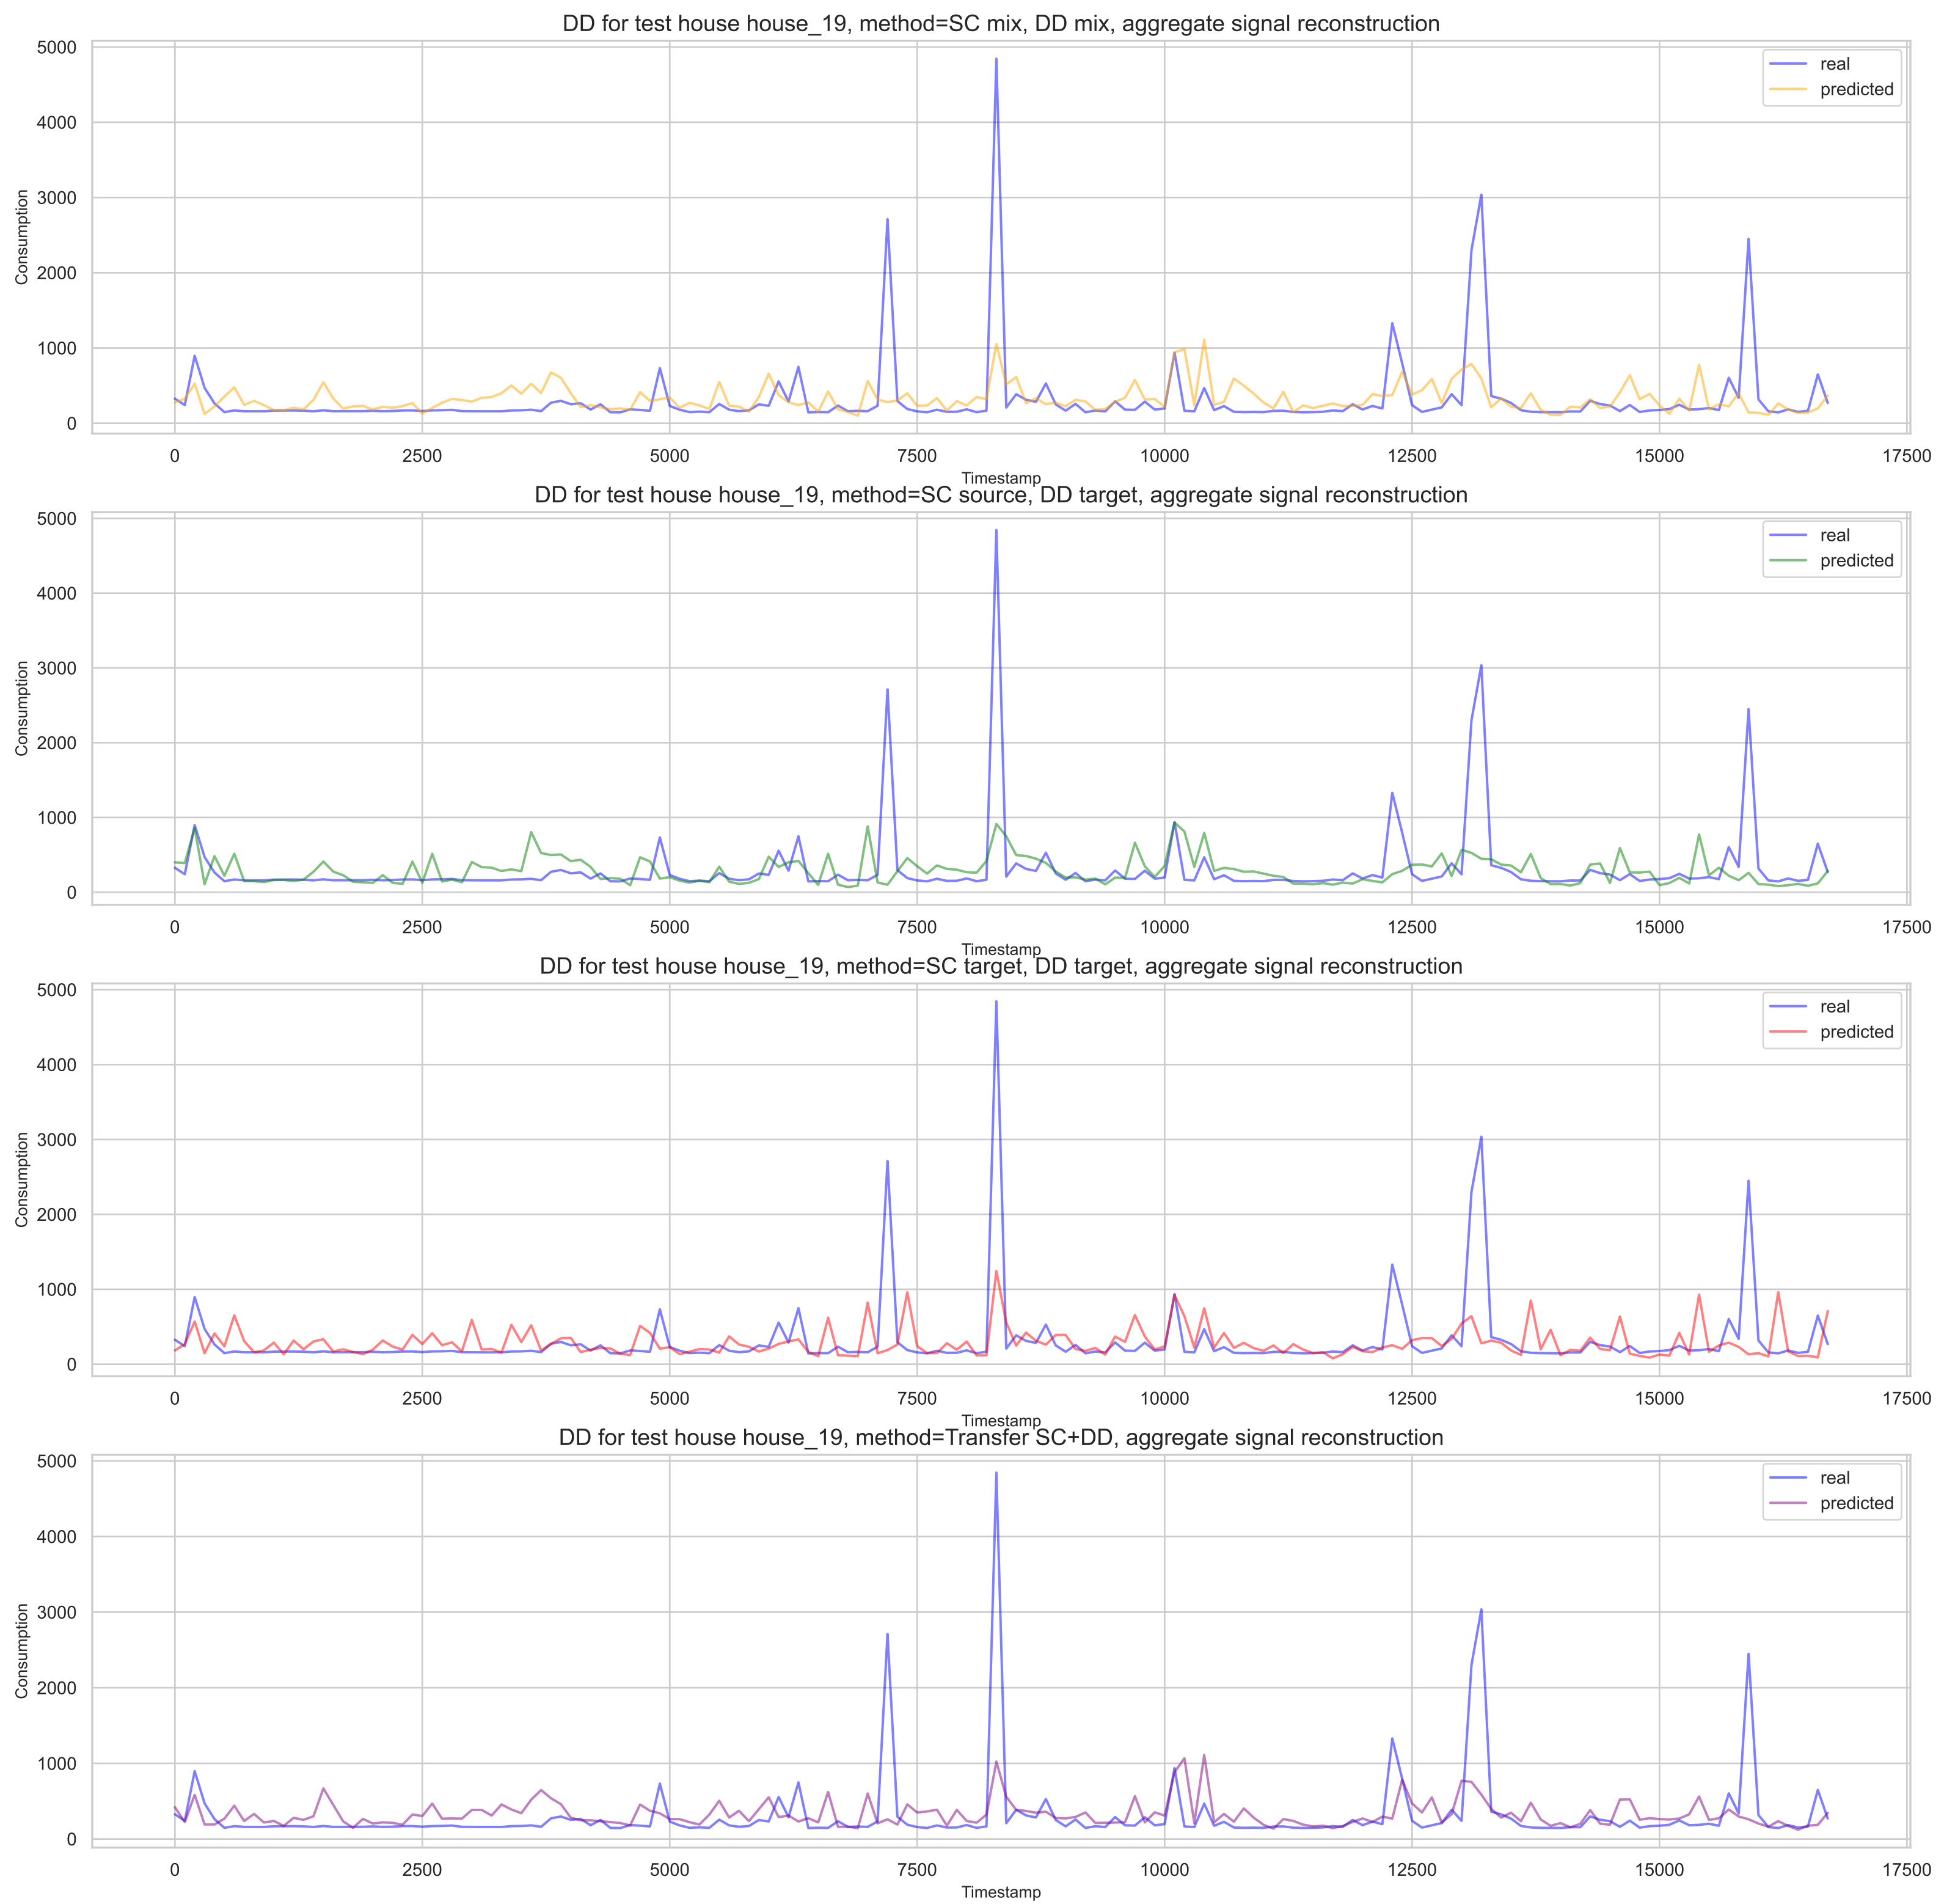 DD for test house house_19, method=SC mix, DD mix, aggregate signal reconstruction
5000
4000
3000
2000
1000
0
Consumption
real
predicted
0 2500 5000 7500 10000 12500 15000 17500
Timestamp
DD for test house house_19, method=SC source, DD target, aggregate signal reconstruction
5000
4000
3000
2000
1000
0
Consumption
real
predicted
0 2500 5000 7500 10000 12500 15000 17500
Timestamp
DD for test house house_19, method=SC target, DD target, aggregate signal reconstruction
5000
4000
3000
2000
1000
0
Consumption
real
predicted
0 2500 5000 7500 10000 12500 15000 17500
Timestamp
DD for test house house_19, method=Transfer SC+DD, aggregate signal reconstruction
5000
4000
3000
2000
1000
0
Consumption
real
predicted
0 2500 5000 7500 10000 12500 15000 17500
Timestamp